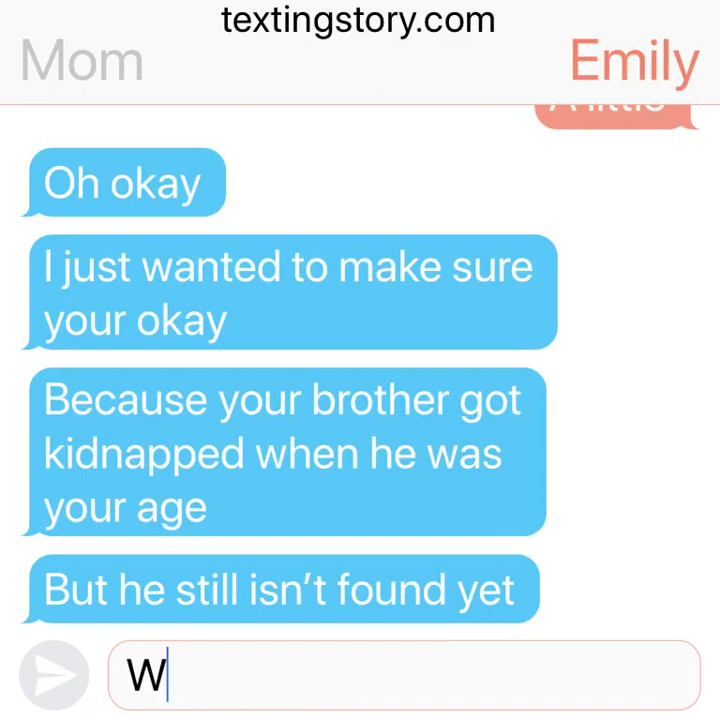 textingstory.com
Mom
Emily
Oh okay
I just wanted to make sure
your okay
Because your brother got
kidnapped when he was
your age
But he still isn't found yet
W